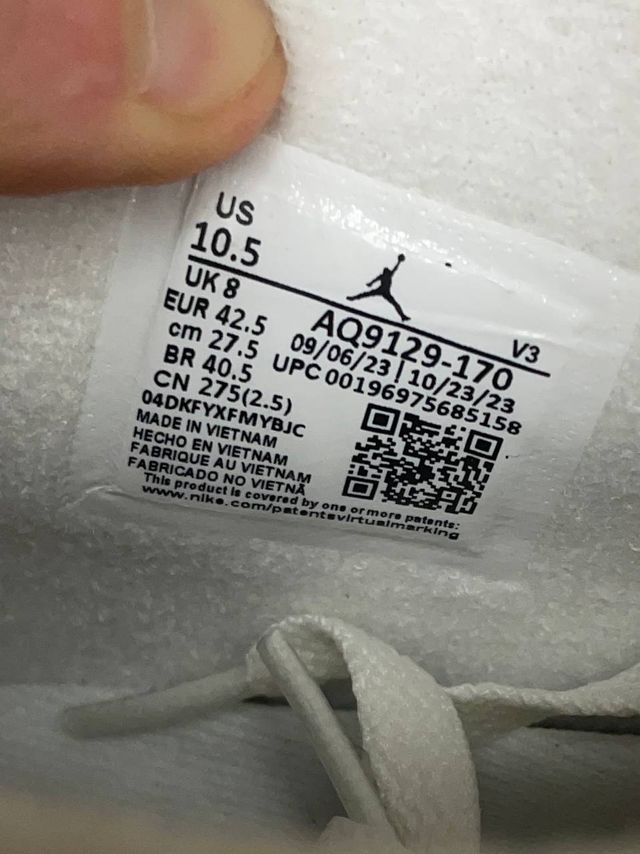 US
10.5
UK 8
EUR 42.5
cm 27.5
BR 40.5
CN 275(2.5)
04DKFYXFMYBJC
V3
AQ9129-170
09/06/23 | 10/23/23
UPC 00196975685158
MADE IN VIETNAM
HECHO EN VIETNAM
FABRIQUE AU VIETNAM
FABRICADO NO VIETNÃ
This product is covered by one or more patents:
www.nike.com/patentsvirtualmarking